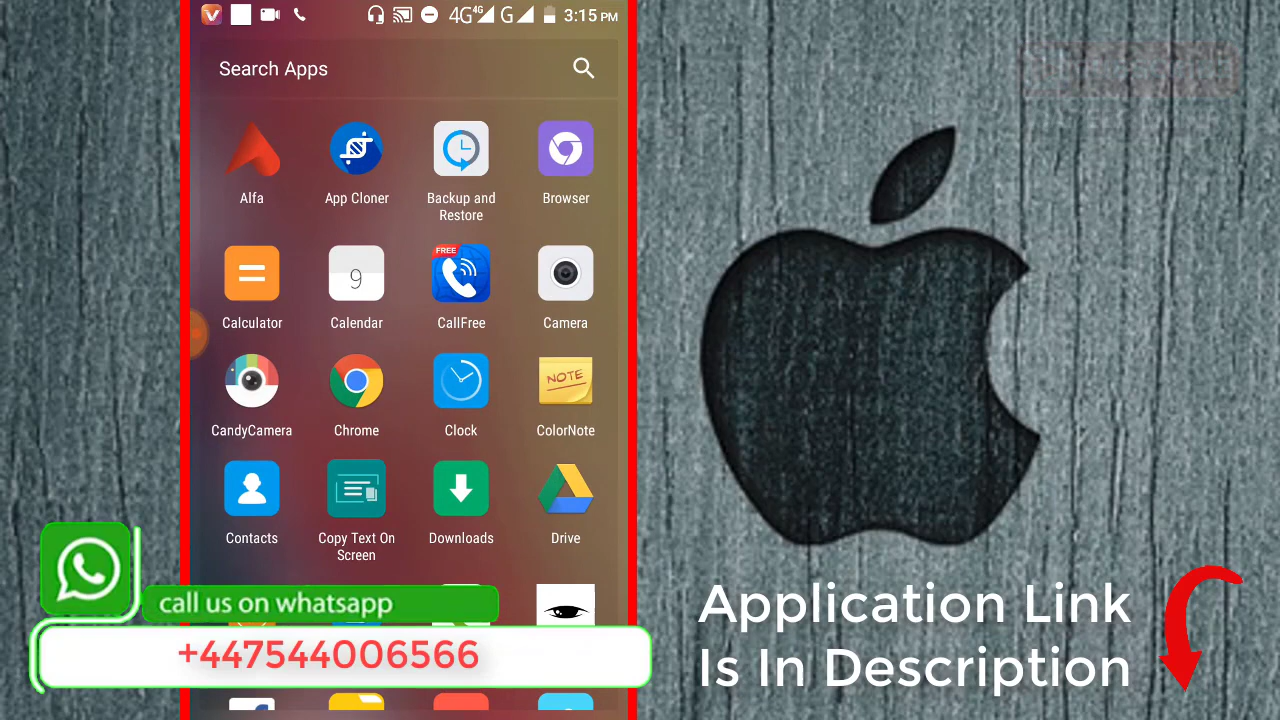 4G 4G G 3:15 PM
Search Apps
Alfa
App Cloner
Backup and
Restore
Browser
FREE
9
Calculator
Calendar
CallFree
Camera
NOTE
CandyCamera
Chrome
Clock
ColorNote
Contacts
Copy Text On
Screen
Downloads
Drive
call us on whatsapp
+447544006566
Application Link
Is In Description